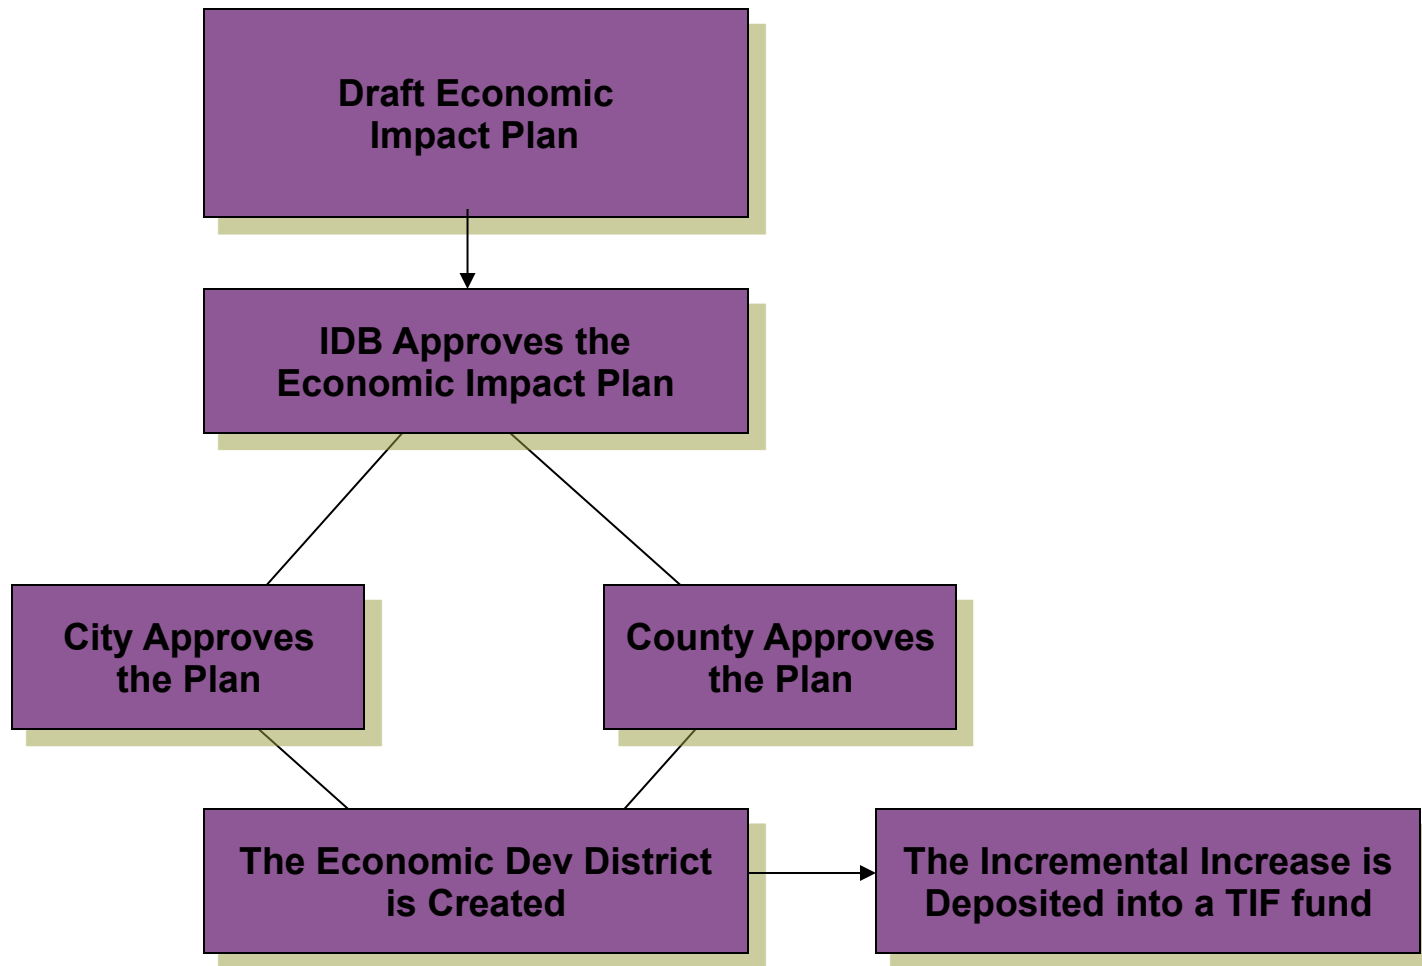 Draft Economic
Impact Plan
IDB Approves the
Economic Impact Plan
City Approves
the Plan
County Approves
the Plan
The Economic Dev District
is Created
The Incremental Increase is
Deposited into a TIF fund